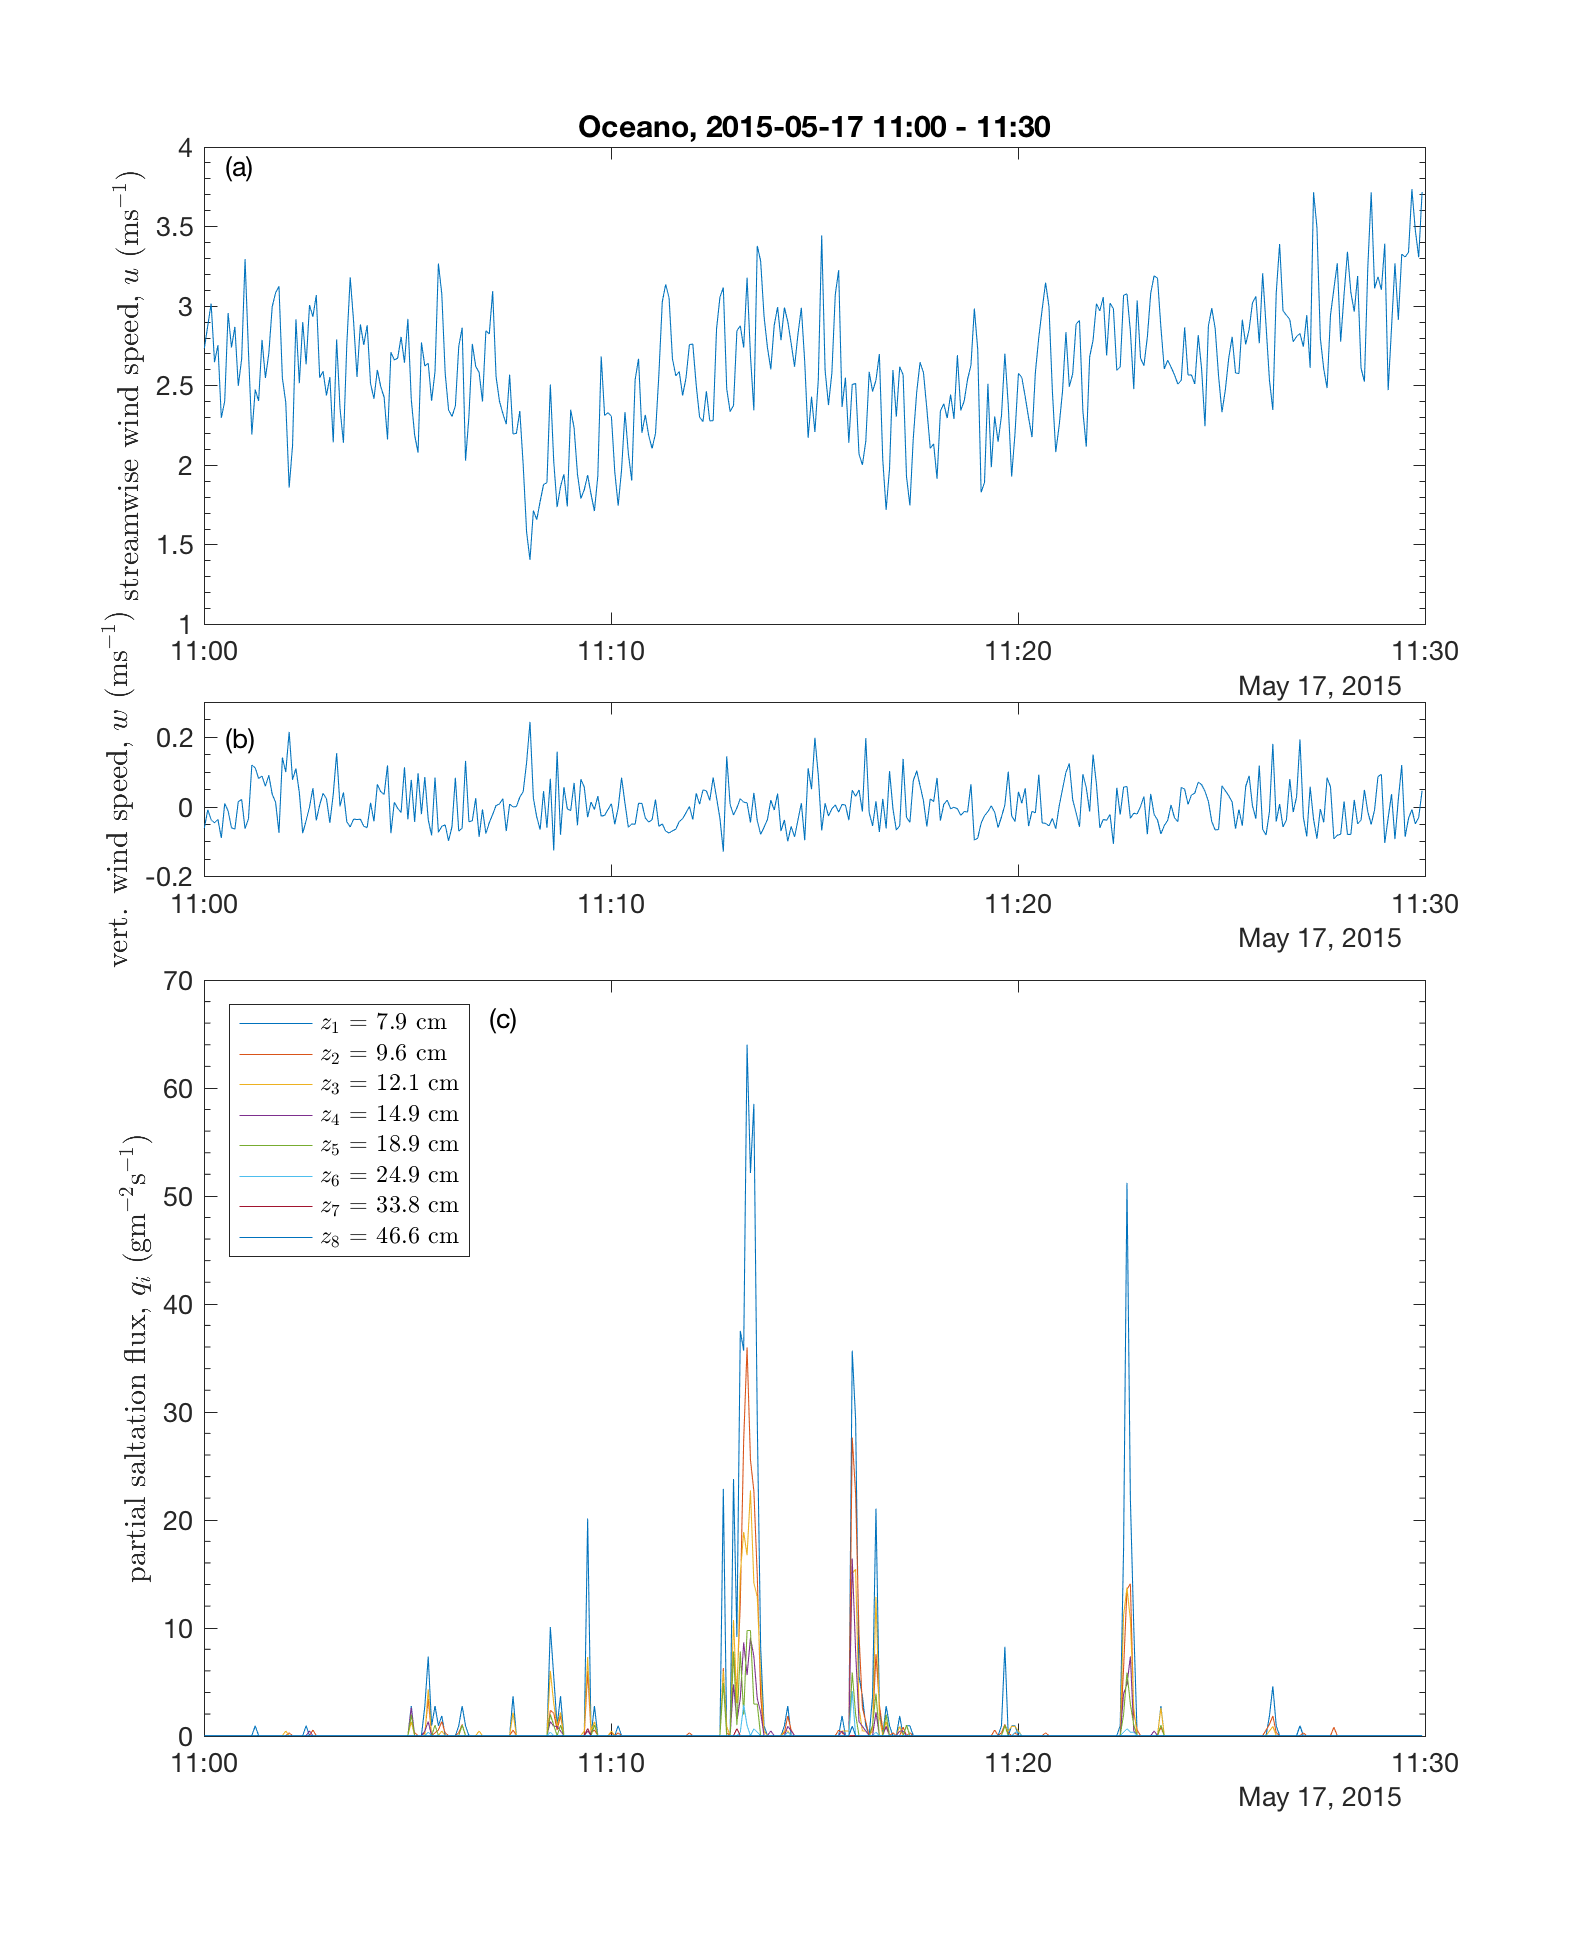 Oceano, 2015-05-17 11:00 - 11:30
(a)
streamwise wind speed, u (ms⁻¹)
4
3.5
3
2.5
2
1.5
1
11:00 11:10 11:20 11:30
May 17, 2015
(b)
vert. wind speed, w (ms⁻¹)
0.2
0
-0.2
11:00 11:10 11:20 11:30
May 17, 2015
(c)
partial saltation flux, qᵢ (gm⁻²s⁻¹)
70
60
50
40
30
20
10
0
z₁ = 7.9 cm
z₂ = 9.6 cm
z₃ = 12.1 cm
z₄ = 14.9 cm
z₅ = 18.9 cm
z₆ = 24.9 cm
z₇ = 33.8 cm
z₈ = 46.6 cm
11:00 11:10 11:20 11:30
May 17, 2015